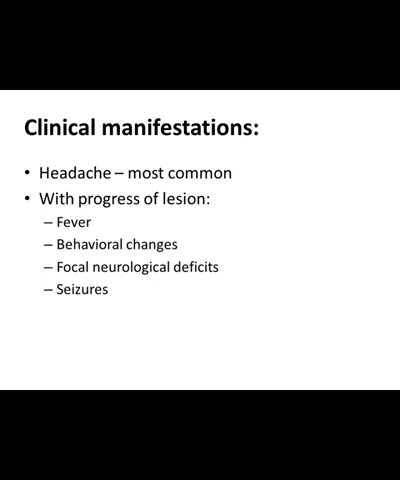 Clinical manifestations:
• Headache – most common
• With progress of lesion:
– Fever
– Behavioral changes
– Focal neurological deficits
– Seizures